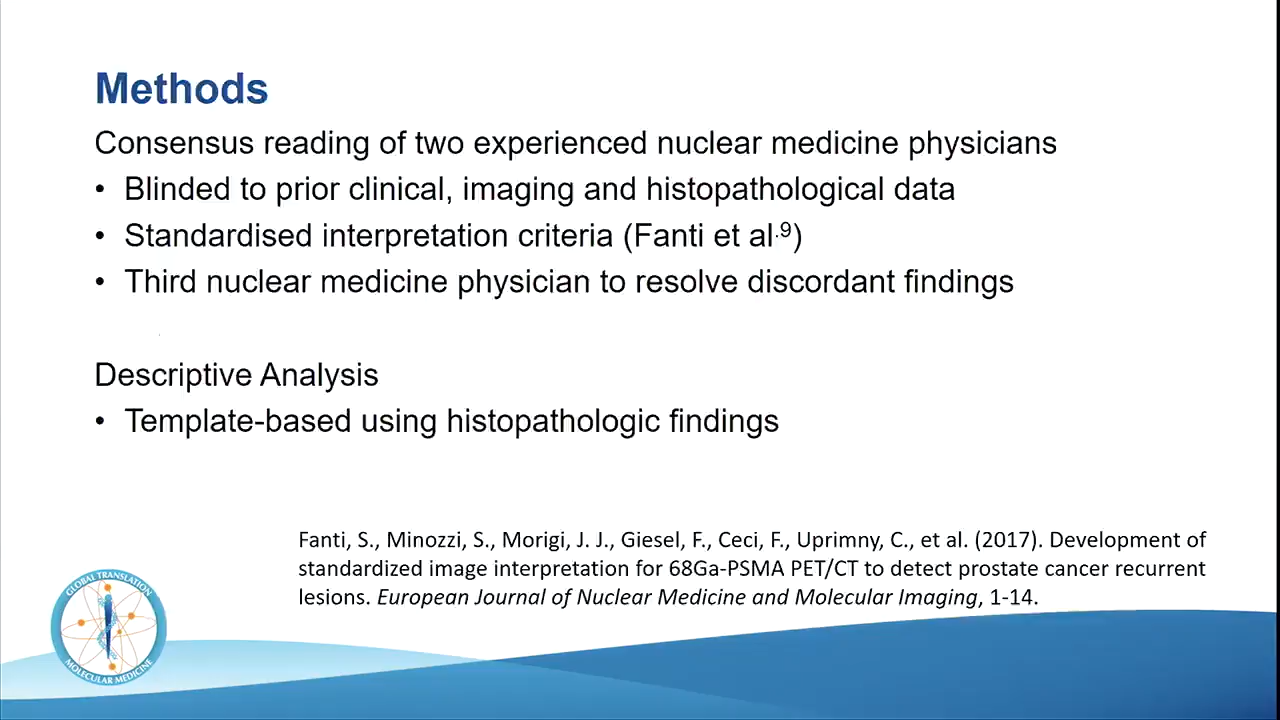 Methods
Consensus reading of two experienced nuclear medicine physicians
• Blinded to prior clinical, imaging and histopathological data
• Standardised interpretation criteria (Fanti et al.9)
• Third nuclear medicine physician to resolve discordant findings
Descriptive Analysis
• Template-based using histopathologic findings
Fanti, S., Minozzi, S., Morigi, J. J., Giesel, F., Ceci, F., Uprimny, C., et al. (2017). Development of
standardized image interpretation for 68Ga-PSMA PET/CT to detect prostate cancer recurrent
lesions. European Journal of Nuclear Medicine and Molecular Imaging, 1-14.
GLOBAL TRANSLATION
MOLECULAR MEDICINE